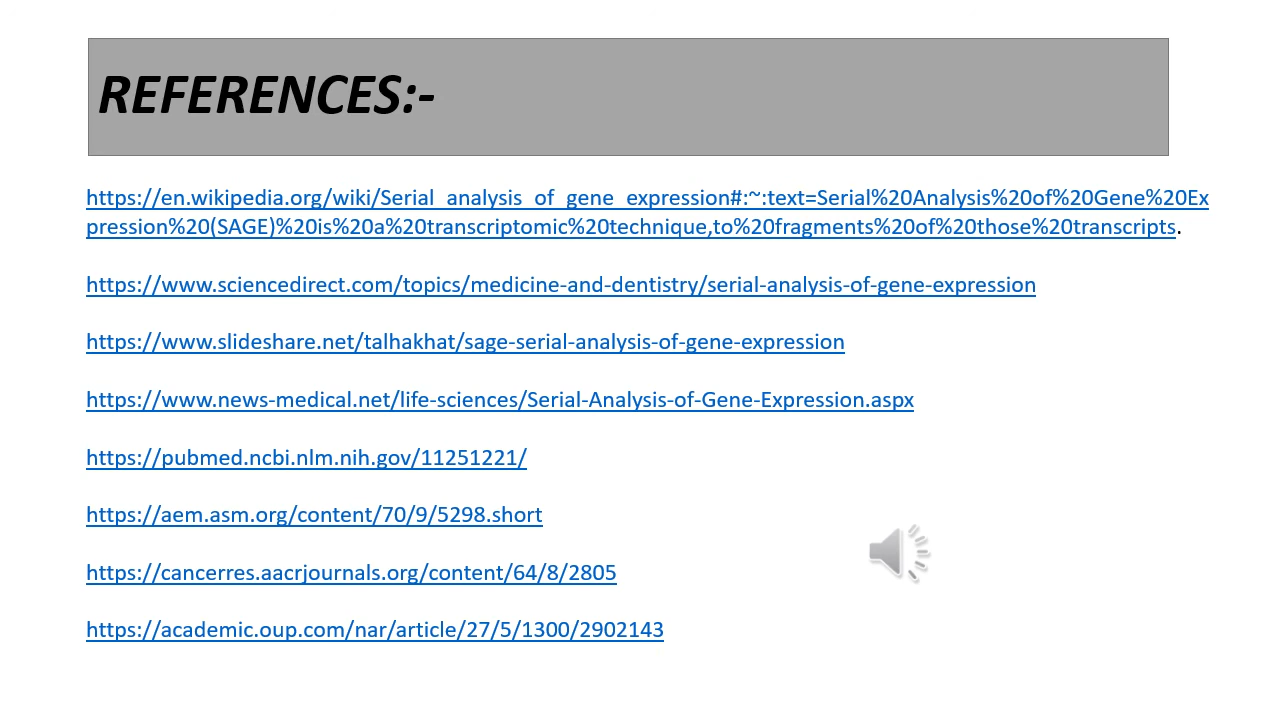 REFERENCES:-
https://en.wikipedia.org/wiki/Serial_analysis_of_gene_expression#:~:text=Serial%20Analysis%20of%20Gene%20Ex
pression%20(SAGE)%20is%20a%20transcriptomic%20technique,to%20fragments%20of%20those%20transcripts.
https://www.sciencedirect.com/topics/medicine-and-dentistry/serial-analysis-of-gene-expression
https://www.slideshare.net/talhakhat/sage-serial-analysis-of-gene-expression
https://www.news-medical.net/life-sciences/Serial-Analysis-of-Gene-Expression.aspx
https://pubmed.ncbi.nlm.nih.gov/11251221/
https://aem.asm.org/content/70/9/5298.short
https://cancerres.aacrjournals.org/content/64/8/2805
https://academic.oup.com/nar/article/27/5/1300/2902143